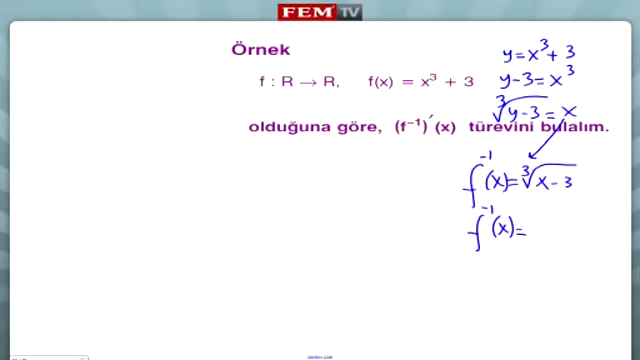 FEM TV
Örnek
f : R → R, f(x) = x³ + 3
olduğuna göre, (f⁻¹)′(x) türevini bulalım.
y = x³ + 3
y - 3 = x³
∛(y - 3) = x
f⁻¹(x) = ∛(x - 3)
f⁻¹(x) =